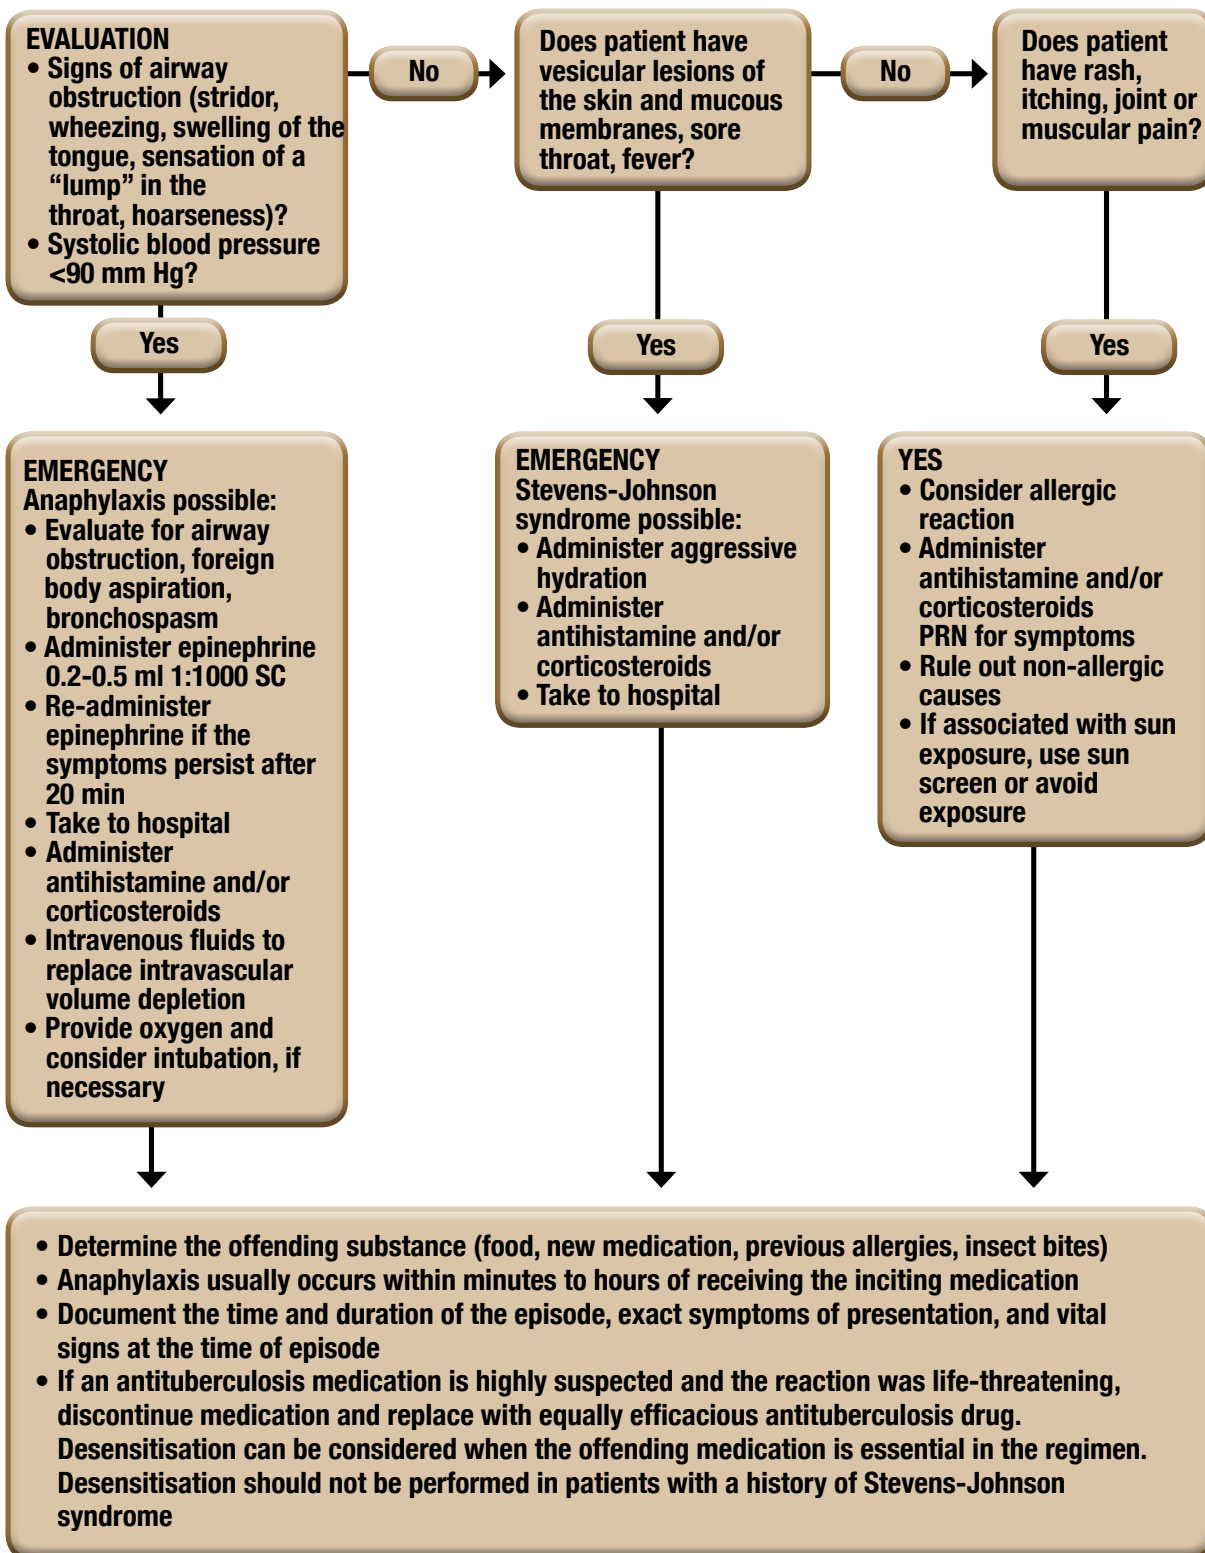 EVALUATION
• Signs of airway
obstruction (stridor,
wheezing, swelling of the
tongue, sensation of a
“lump” in the
throat, hoarseness)?
• Systolic blood pressure
<90 mm Hg?
No
Does patient have
vesicular lesions of
the skin and mucous
membranes, sore
throat, fever?
No
Does patient
have rash,
itching, joint or
muscular pain?
Yes
Yes
Yes
EMERGENCY
Anaphylaxis possible:
• Evaluate for airway
obstruction, foreign
body aspiration,
bronchospasm
• Administer epinephrine
0.2-0.5 ml 1:1000 SC
• Re-administer
epinephrine if the
symptoms persist after
20 min
• Take to hospital
• Administer
antihistamine and/or
corticosteroids
• Intravenous fluids to
replace intravascular
volume depletion
• Provide oxygen and
consider intubation, if
necessary
EMERGENCY
Stevens-Johnson
syndrome possible:
• Administer aggressive
hydration
• Administer
antihistamine and/or
corticosteroids
• Take to hospital
YES
• Consider allergic
reaction
• Administer
antihistamine and/or
corticosteroids
PRN for symptoms
• Rule out non-allergic
causes
• If associated with sun
exposure, use sun
screen or avoid
exposure
• Determine the offending substance (food, new medication, previous allergies, insect bites)
• Anaphylaxis usually occurs within minutes to hours of receiving the inciting medication
• Document the time and duration of the episode, exact symptoms of presentation, and vital
signs at the time of episode
• If an antituberculosis medication is highly suspected and the reaction was life-threatening,
discontinue medication and replace with equally efficacious antituberculosis drug.
Desensitisation can be considered when the offending medication is essential in the regimen.
Desensitisation should not be performed in patients with a history of Stevens-Johnson
syndrome